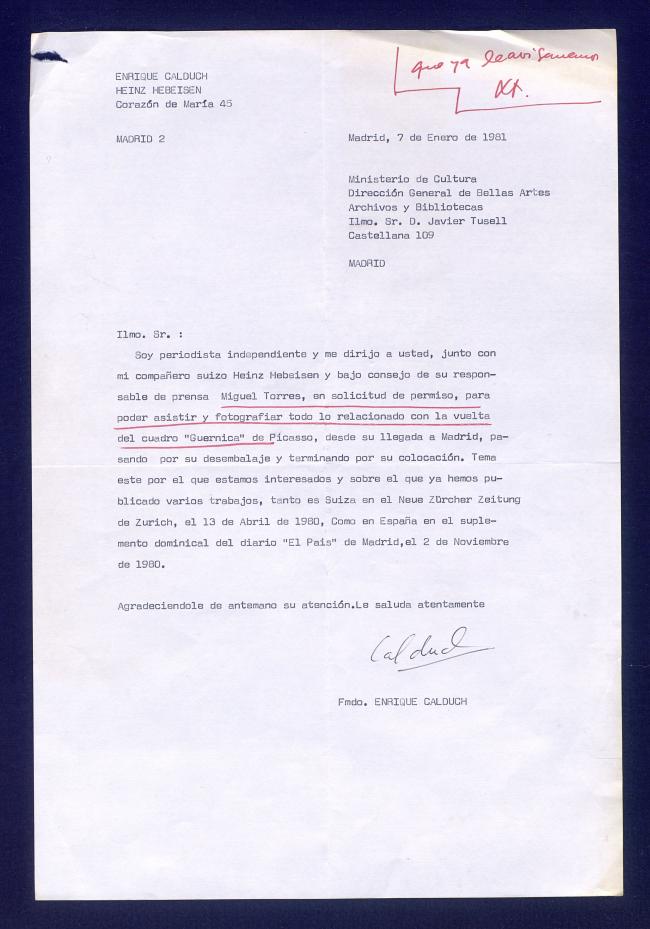 que ya le avisaremos
ENRIQUE CALDUCH
HEINZ HEBEISEN
Corazón de María 45
MADRID 2
Madrid, 7 de Enero de 1981
Ministerio de Cultura
Dirección General de Bellas Artes
Archivos y Bibliotecas
Ilmo. Sr. D. Javier Tusell
Castellana 109
MADRID
Ilmo. Sr. :
Soy periodista independiente y me dirijo a usted, junto con
mi compañero suizo Heinz Hebeisen y bajo consejo de su respon-
sable de prensa Miguel Torres, en solicitud de permiso, para
poder asistir y fotografiar todo lo relacionado con la vuelta
del cuadro "Guernica" de Picasso, desde su llegada a Madrid, pa-
sando por su desembalaje y terminando por su colocación. Tema
este por el que estamos interesados y sobre el que ya hemos pu-
blicado varios trabajos, tanto es Suiza en el Neue Zürcher Zeitung
de Zurich, el 13 de Abril de 1980, Como en España en el suple-
mento dominical del diario "El Pais" de Madrid,el 2 de Noviembre
de 1980.
Agradeciendole de antemano su atención.Le saluda atentamente
Calduch
Fmdo. ENRIQUE CALDUCH